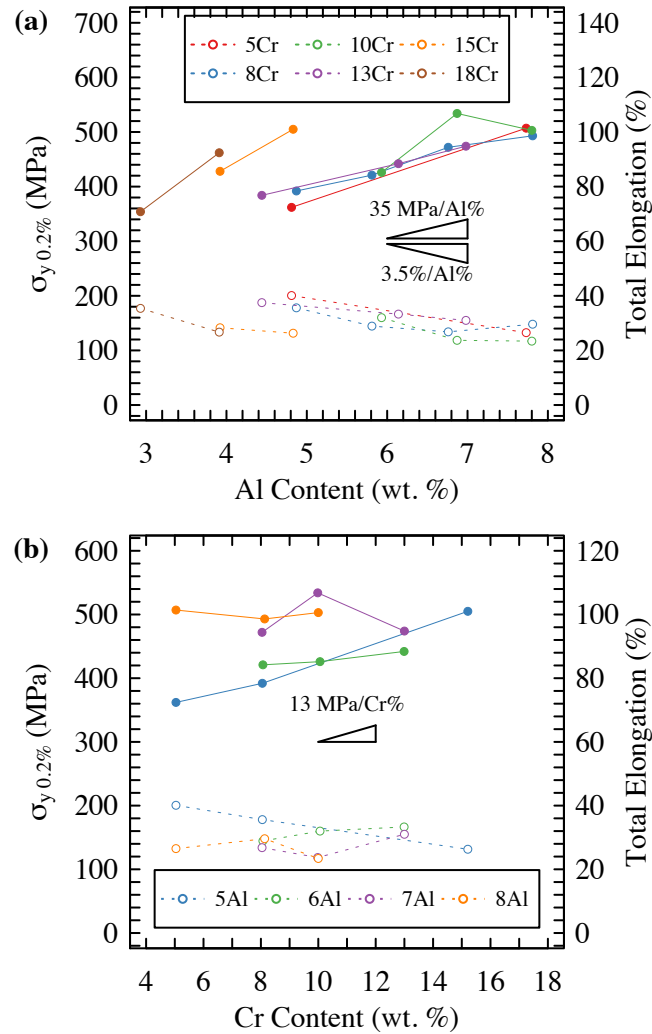 (a)
700
600
500
400
300
200
100
0
σy 0.2% (MPa)
140
120
100
80
60
40
20
0
Total Elongation (%)
5Cr 10Cr 15Cr
8Cr 13Cr 18Cr
35 MPa/Al%
3.5%/Al%
3 4 5 6 7 8
Al Content (wt. %)
(b)
600
500
400
300
200
100
0
σy 0.2% (MPa)
120
100
80
60
40
20
0
Total Elongation (%)
13 MPa/Cr%
5Al 6Al 7Al 8Al
4 6 8 10 12 14 16 18
Cr Content (wt. %)